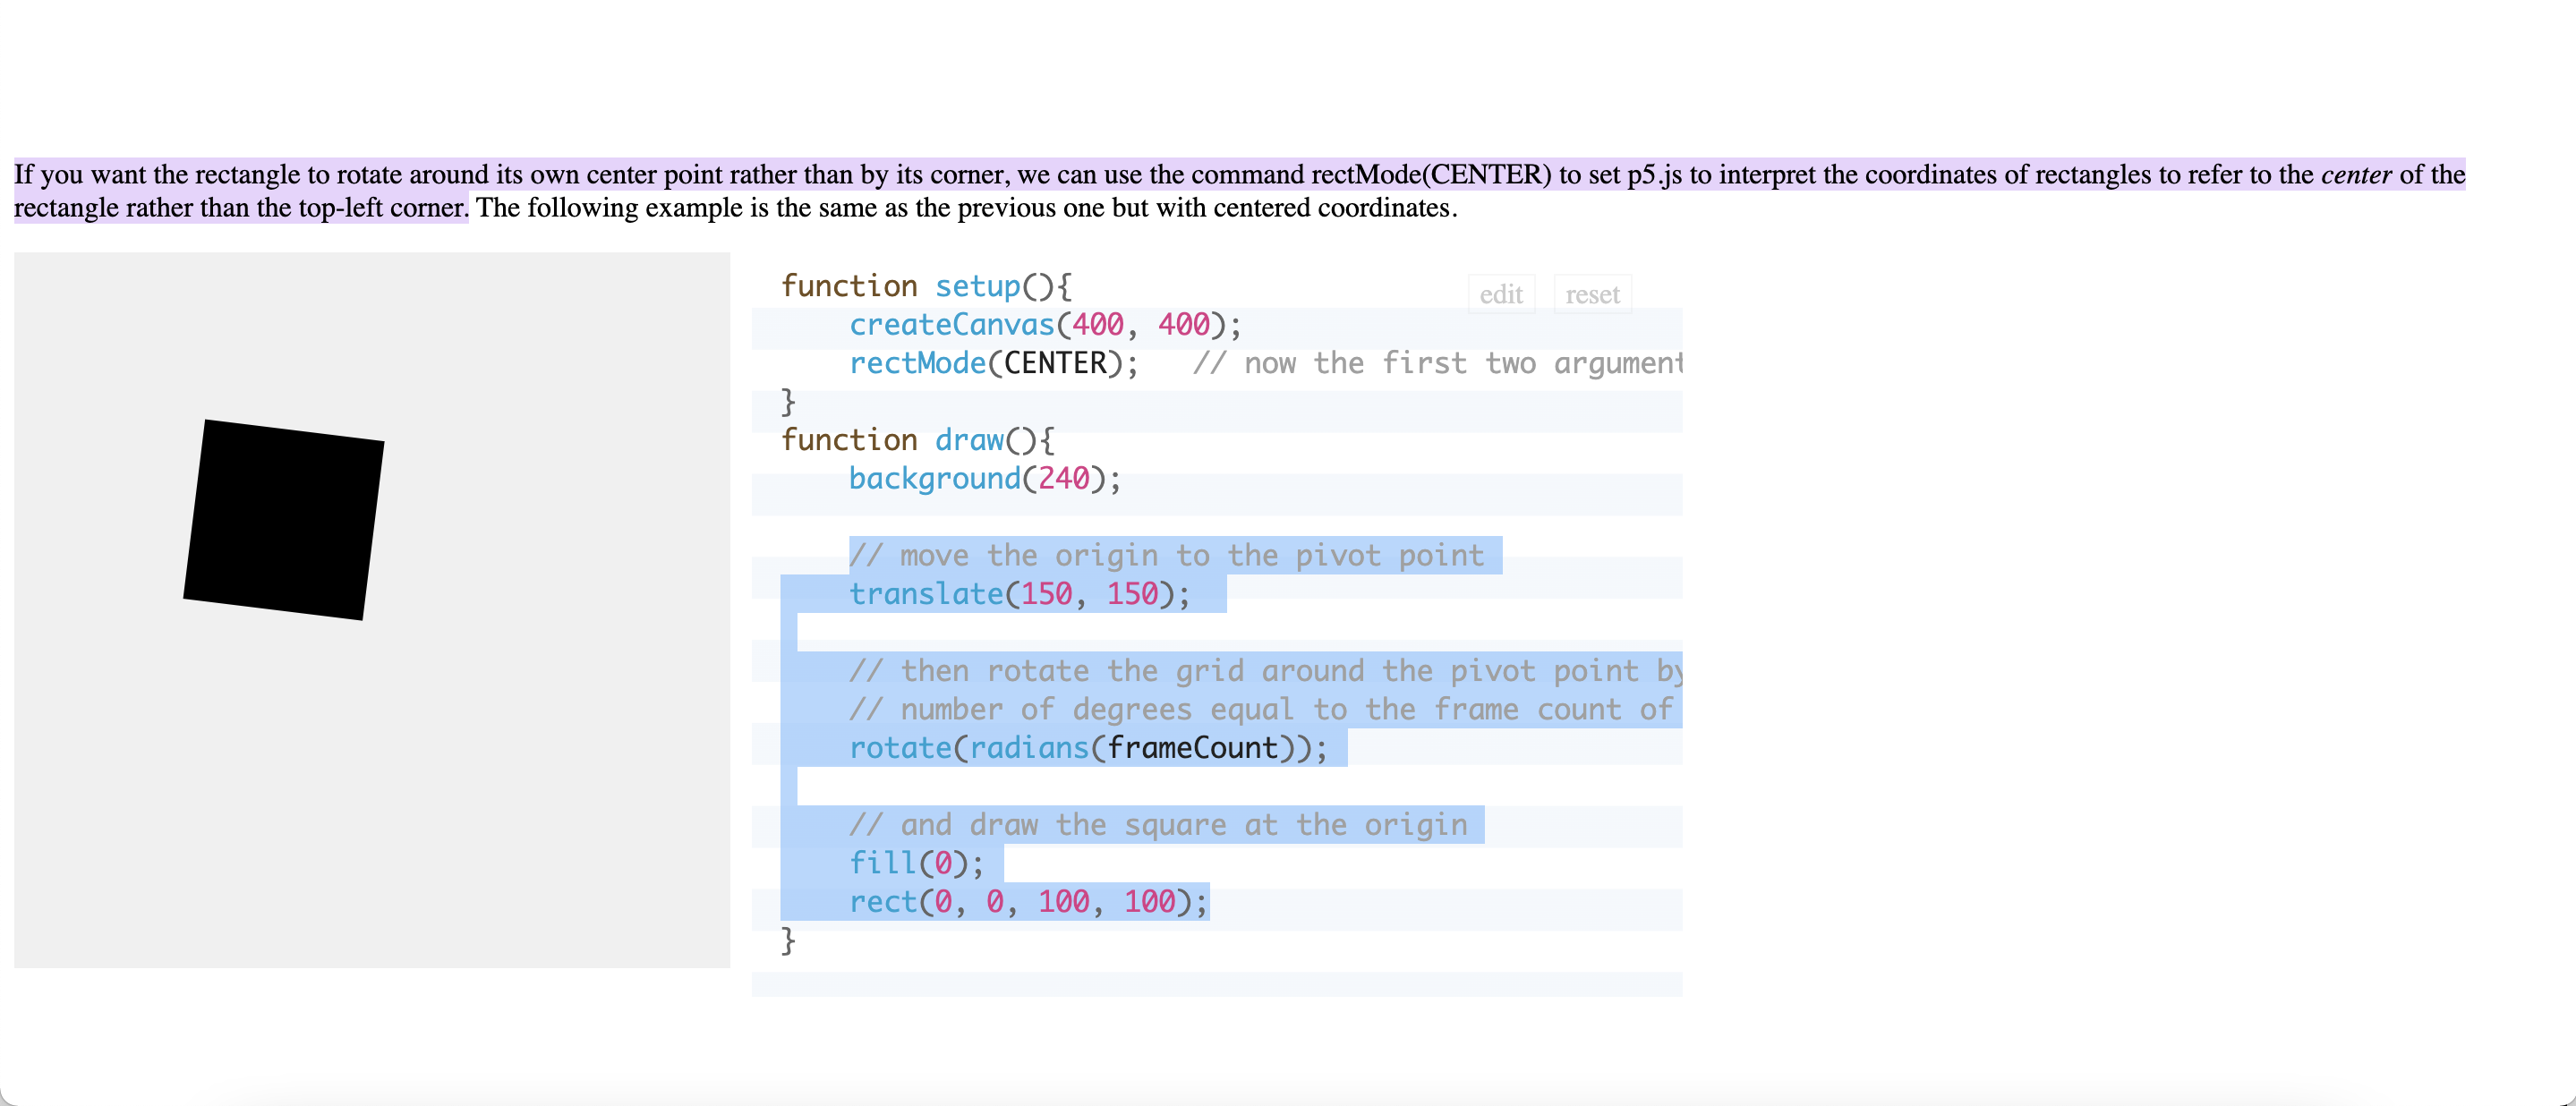 If you want the rectangle to rotate around its own center point rather than by its corner, we can use the command rectMode(CENTER) to set p5.js to interpret the coordinates of rectangles to refer to the center of the
rectangle rather than the top-left corner. The following example is the same as the previous one but with centered coordinates.
function setup(){
edit reset
    createCanvas(400, 400);
    rectMode(CENTER);   // now the first two argument
}
function draw(){
    background(240);
    // move the origin to the pivot point
    translate(150, 150);
    // then rotate the grid around the pivot point by
    // number of degrees equal to the frame count of
    rotate(radians(frameCount));
    // and draw the square at the origin
    fill(0);
    rect(0, 0, 100, 100);
}